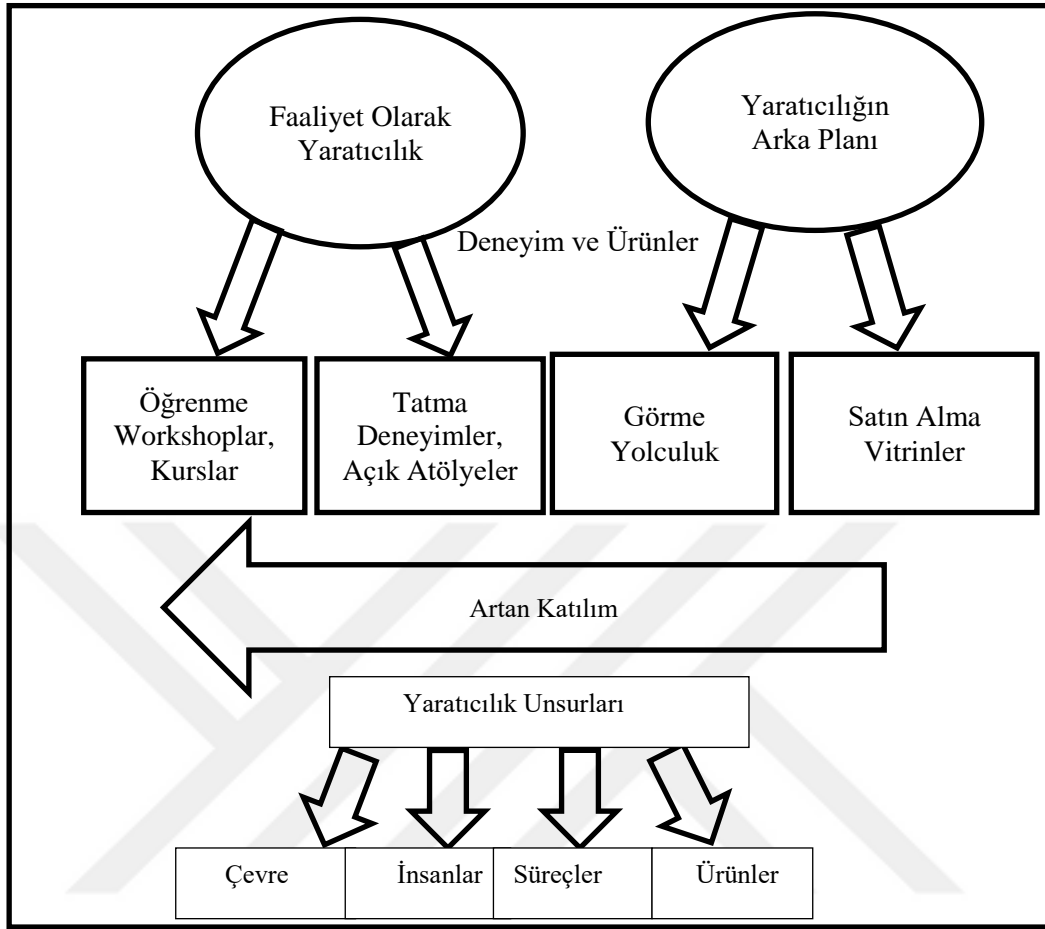 Faaliyet Olarak
Yaratıcılık
Yaratıcılığın
Arka Planı
Deneyim ve Ürünler
Öğrenme
Workshoplar,
Kurslar
Tatma
Deneyimler,
Açık Atölyeler
Görme
Yolculuk
Satın Alma
Vitrinler
Artan Katılım
Yaratıcılık Unsurları
Çevre
İnsanlar
Süreçler
Ürünler